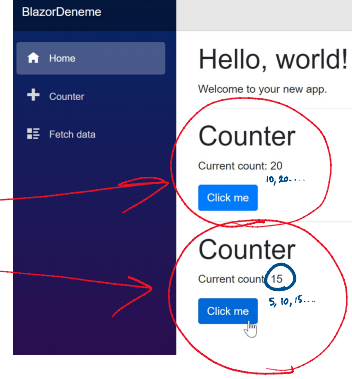 BlazorDeneme
Home
Counter
Fetch data
Hello, world!
Welcome to your new app.
Counter
Current count: 20
10, 20....
Click me
Counter
Current count: 15
5, 10, 15....
Click me